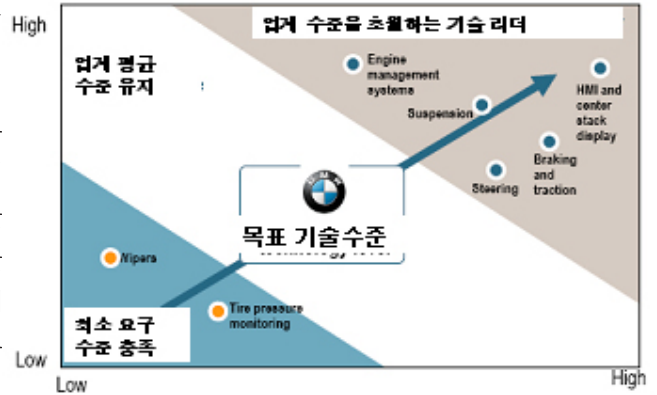 High
업계 수준을 초월하는 기술 리더
업계 평균
수준 유지
Engine
management
systems
Suspension
HMI and
center
stack
display
Braking
and
traction
Steering
BMW
목표 기술수준
Wipers
Tire pressure
monitoring
최소 요구
수준 충족
Low
Low
High